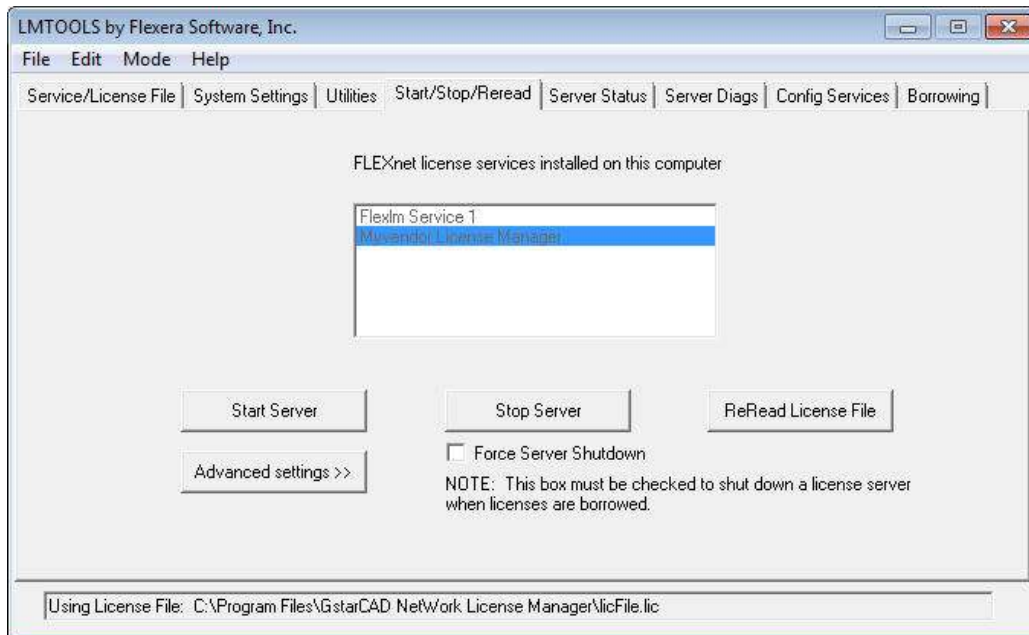 LMTOOLS by Flexera Software, Inc.
File Edit Mode Help
Service/License File System Settings Utilities Start/Stop/Reread Server Status Server Diags Config Services Borrowing
FLEXnet license services installed on this computer
Flexlm Service 1
Myvendor License Manager
Start Server Stop Server ReRead License File
Force Server Shutdown
Advanced settings >>
NOTE: This box must be checked to shut down a license server
when licenses are borrowed.
Using License File: C:\Program Files\GstarCAD NetWork License Manager\licFile.lic